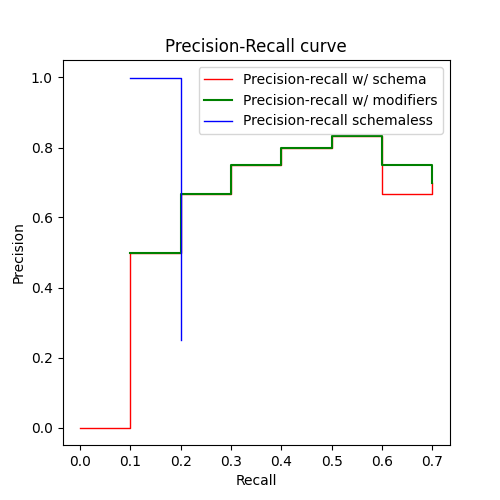 Precision-Recall curve
Precision-recall w/ schema
Precision-recall w/ modifiers
Precision-recall schemaless
1.0
0.8
0.6
0.4
0.2
0.0
Precision
0.0 0.1 0.2 0.3 0.4 0.5 0.6 0.7
Recall